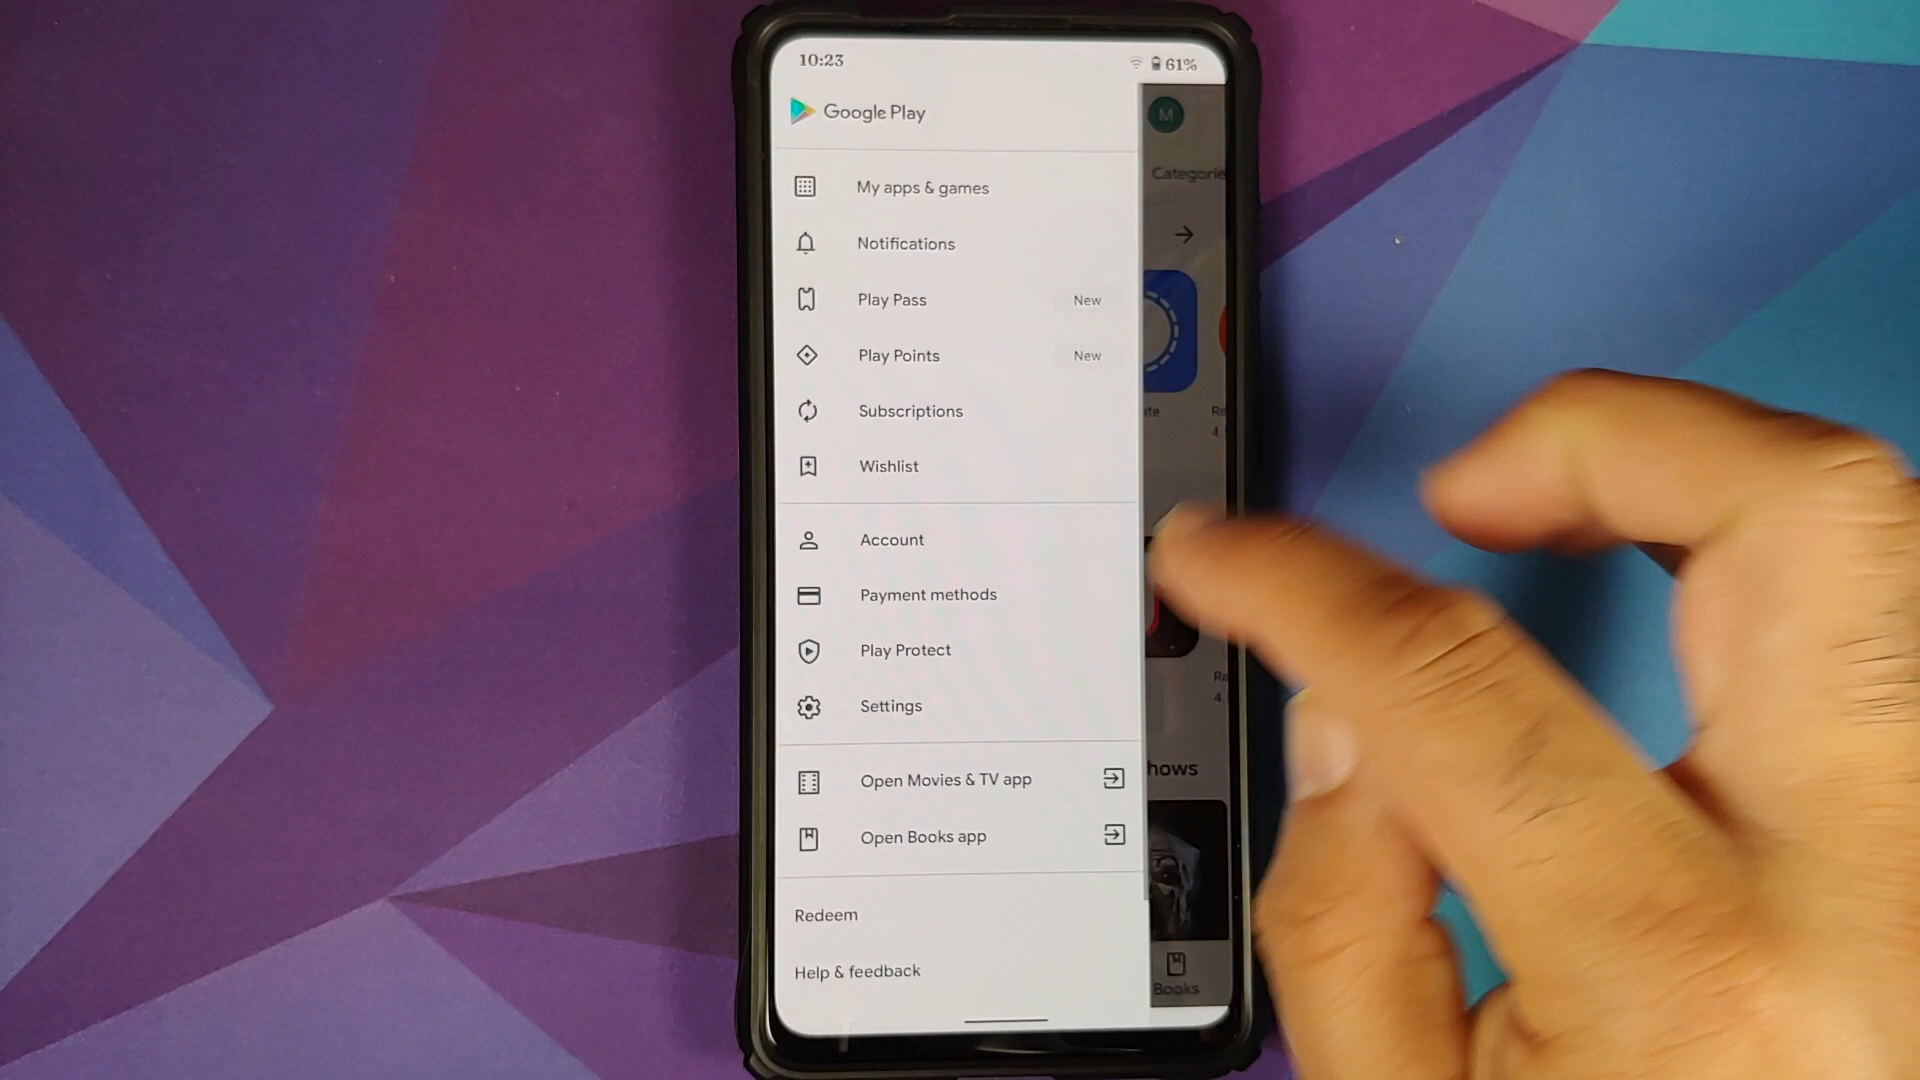 10:23
61%
Google Play
M
Categorie
My apps & games
Notifications
Play Pass
New
Play Points
New
Subscriptions
Wishlist
Account
Payment methods
Play Protect
Settings
hows
Open Movies & TV app
Open Books app
Redeem
Help & feedback
Books